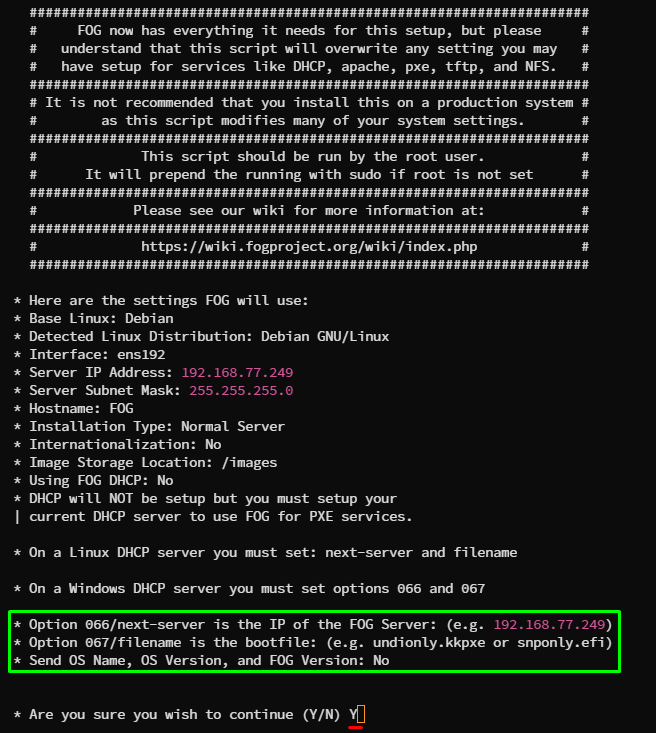 ######################################################################
#     FOG now has everything it needs for this setup, but please     #
#   understand that this script will overwrite any setting you may   #
#   have setup for services like DHCP, apache, pxe, tftp, and NFS.   #
######################################################################
# It is not recommended that you install this on a production system #
#        as this script modifies many of your system settings.       #
######################################################################
#             This script should be run by the root user.            #
#      It will prepend the running with sudo if root is not set      #
######################################################################
#            Please see our wiki for more information at:            #
######################################################################
#             https://wiki.fogproject.org/wiki/index.php             #
######################################################################
* Here are the settings FOG will use:
* Base Linux: Debian
* Detected Linux Distribution: Debian GNU/Linux
* Interface: ens192
* Server IP Address: 192.168.77.249
* Server Subnet Mask: 255.255.255.0
* Hostname: FOG
* Installation Type: Normal Server
* Internationalization: No
* Image Storage Location: /images
* Using FOG DHCP: No
* DHCP will NOT be setup but you must setup your
| current DHCP server to use FOG for PXE services.
* On a Linux DHCP server you must set: next-server and filename
* On a Windows DHCP server you must set options 066 and 067
* Option 066/next-server is the IP of the FOG Server: (e.g. 192.168.77.249)
* Option 067/filename is the bootfile: (e.g. undionly.kkpxe or snponly.efi)
* Send OS Name, OS Version, and FOG Version: No
* Are you sure you wish to continue (Y/N) Y